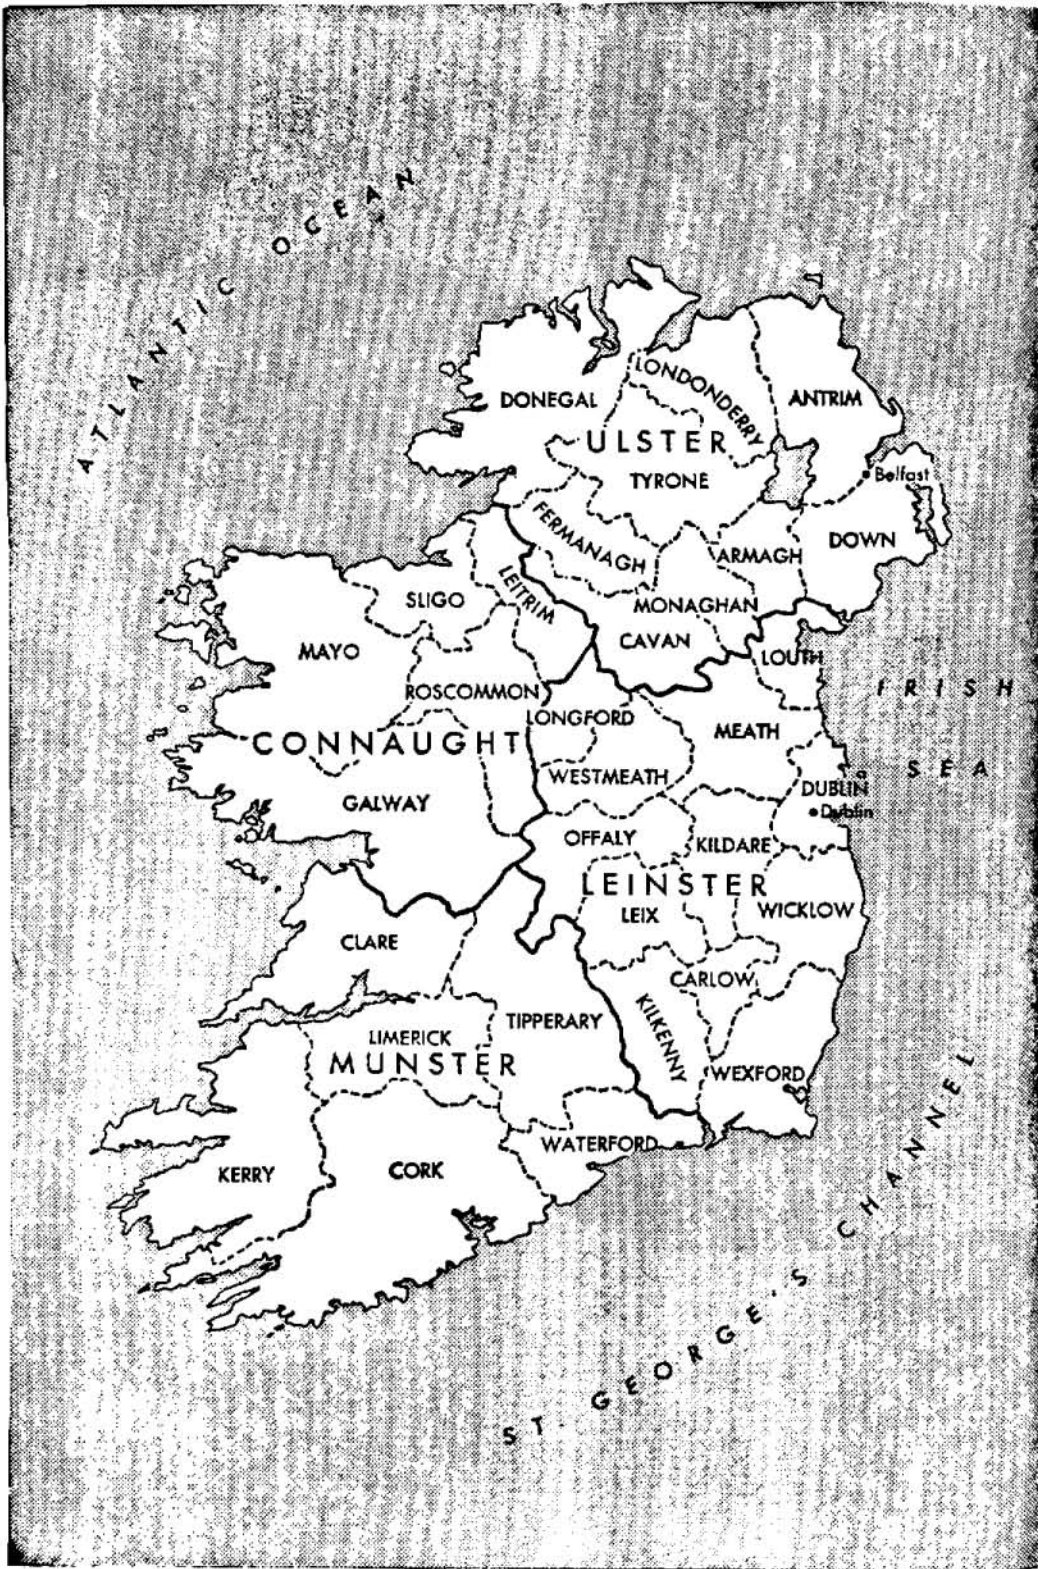 ATLANTIC OCEAN
DONEGAL
LONDONDERRY
ANTRIM
ULSTER
TYRONE
Belfast
FERMANAGH
ARMAGH
DOWN
LEITRIM
SLIGO
MONAGHAN
CAVAN
MAYO
LOUTH
ROSCOMMON
IRISH
SEA
LONGFORD
MEATH
CONNAUGHT
WESTMEATH
DUBLIN
Dublin
GALWAY
OFFALY
KILDARE
LEINSTER
LEIX
WICKLOW
CLARE
CARLOW
KILKENNY
TIPPERARY
LIMERICK
MUNSTER
WEXFORD
WATERFORD
KERRY
CORK
ST. GEORGE'S CHANNEL